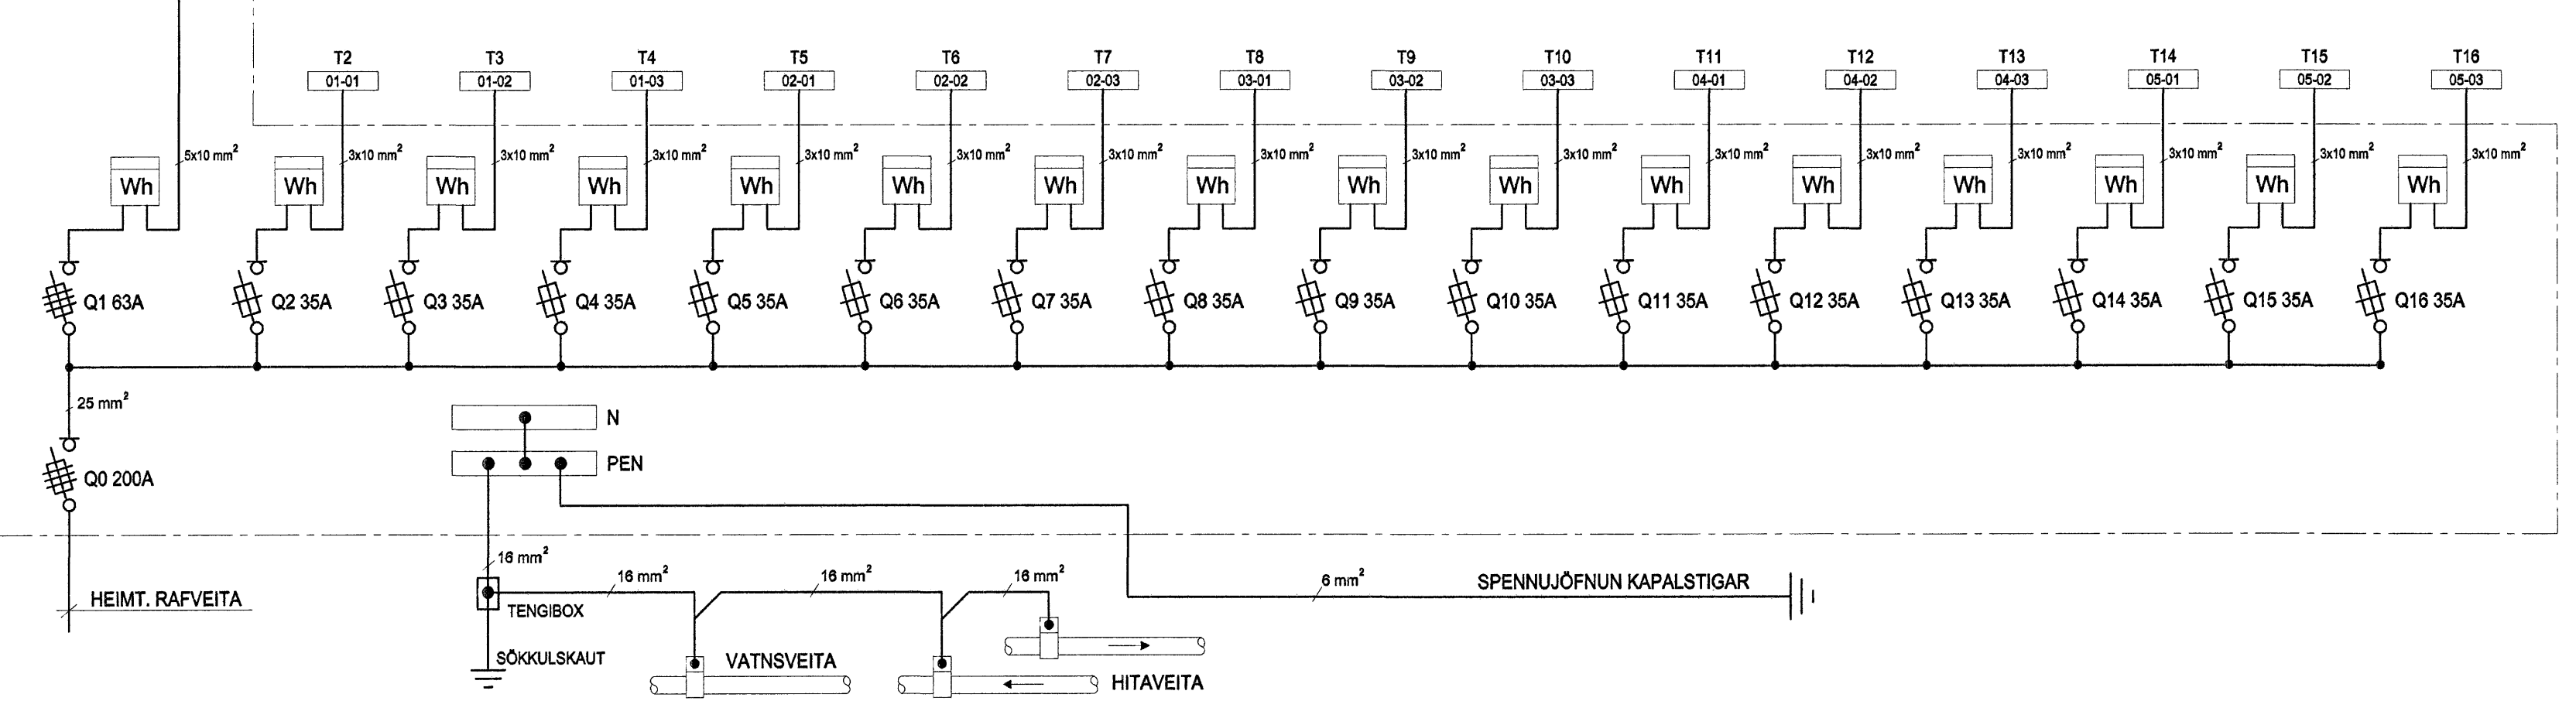 T2 T3 T4 T5 T6 T7 T8 T9 T10 T11 T12 T13 T14 T15 T16
01-01 01-02 01-03 02-01 02-02 02-03 03-01 03-02 03-03 04-01 04-02 04-03 05-01 05-02 05-03
5x10 mm² 3x10 mm² 3x10 mm² 3x10 mm² 3x10 mm² 3x10 mm² 3x10 mm² 3x10 mm² 3x10 mm² 3x10 mm² 3x10 mm² 3x10 mm² 3x10 mm² 3x10 mm² 3x10 mm² 3x10 mm²
Wh Wh Wh Wh Wh Wh Wh Wh Wh Wh Wh Wh Wh Wh Wh Wh
Q1 63A Q2 35A Q3 35A Q4 35A Q5 35A Q6 35A Q7 35A Q8 35A Q9 35A Q10 35A Q11 35A Q12 35A Q13 35A Q14 35A Q15 35A Q16 35A
25 mm²
N
PEN
Q0 200A
16 mm²
16 mm² 16 mm² 16 mm² 6 mm² SPENNUJÖFNUN KAPALSTIGAR
HEIMT. RAFVEITA
TENGIBOX
SÖKKULSKAUT
VATNSVEITA
HITAVEITA